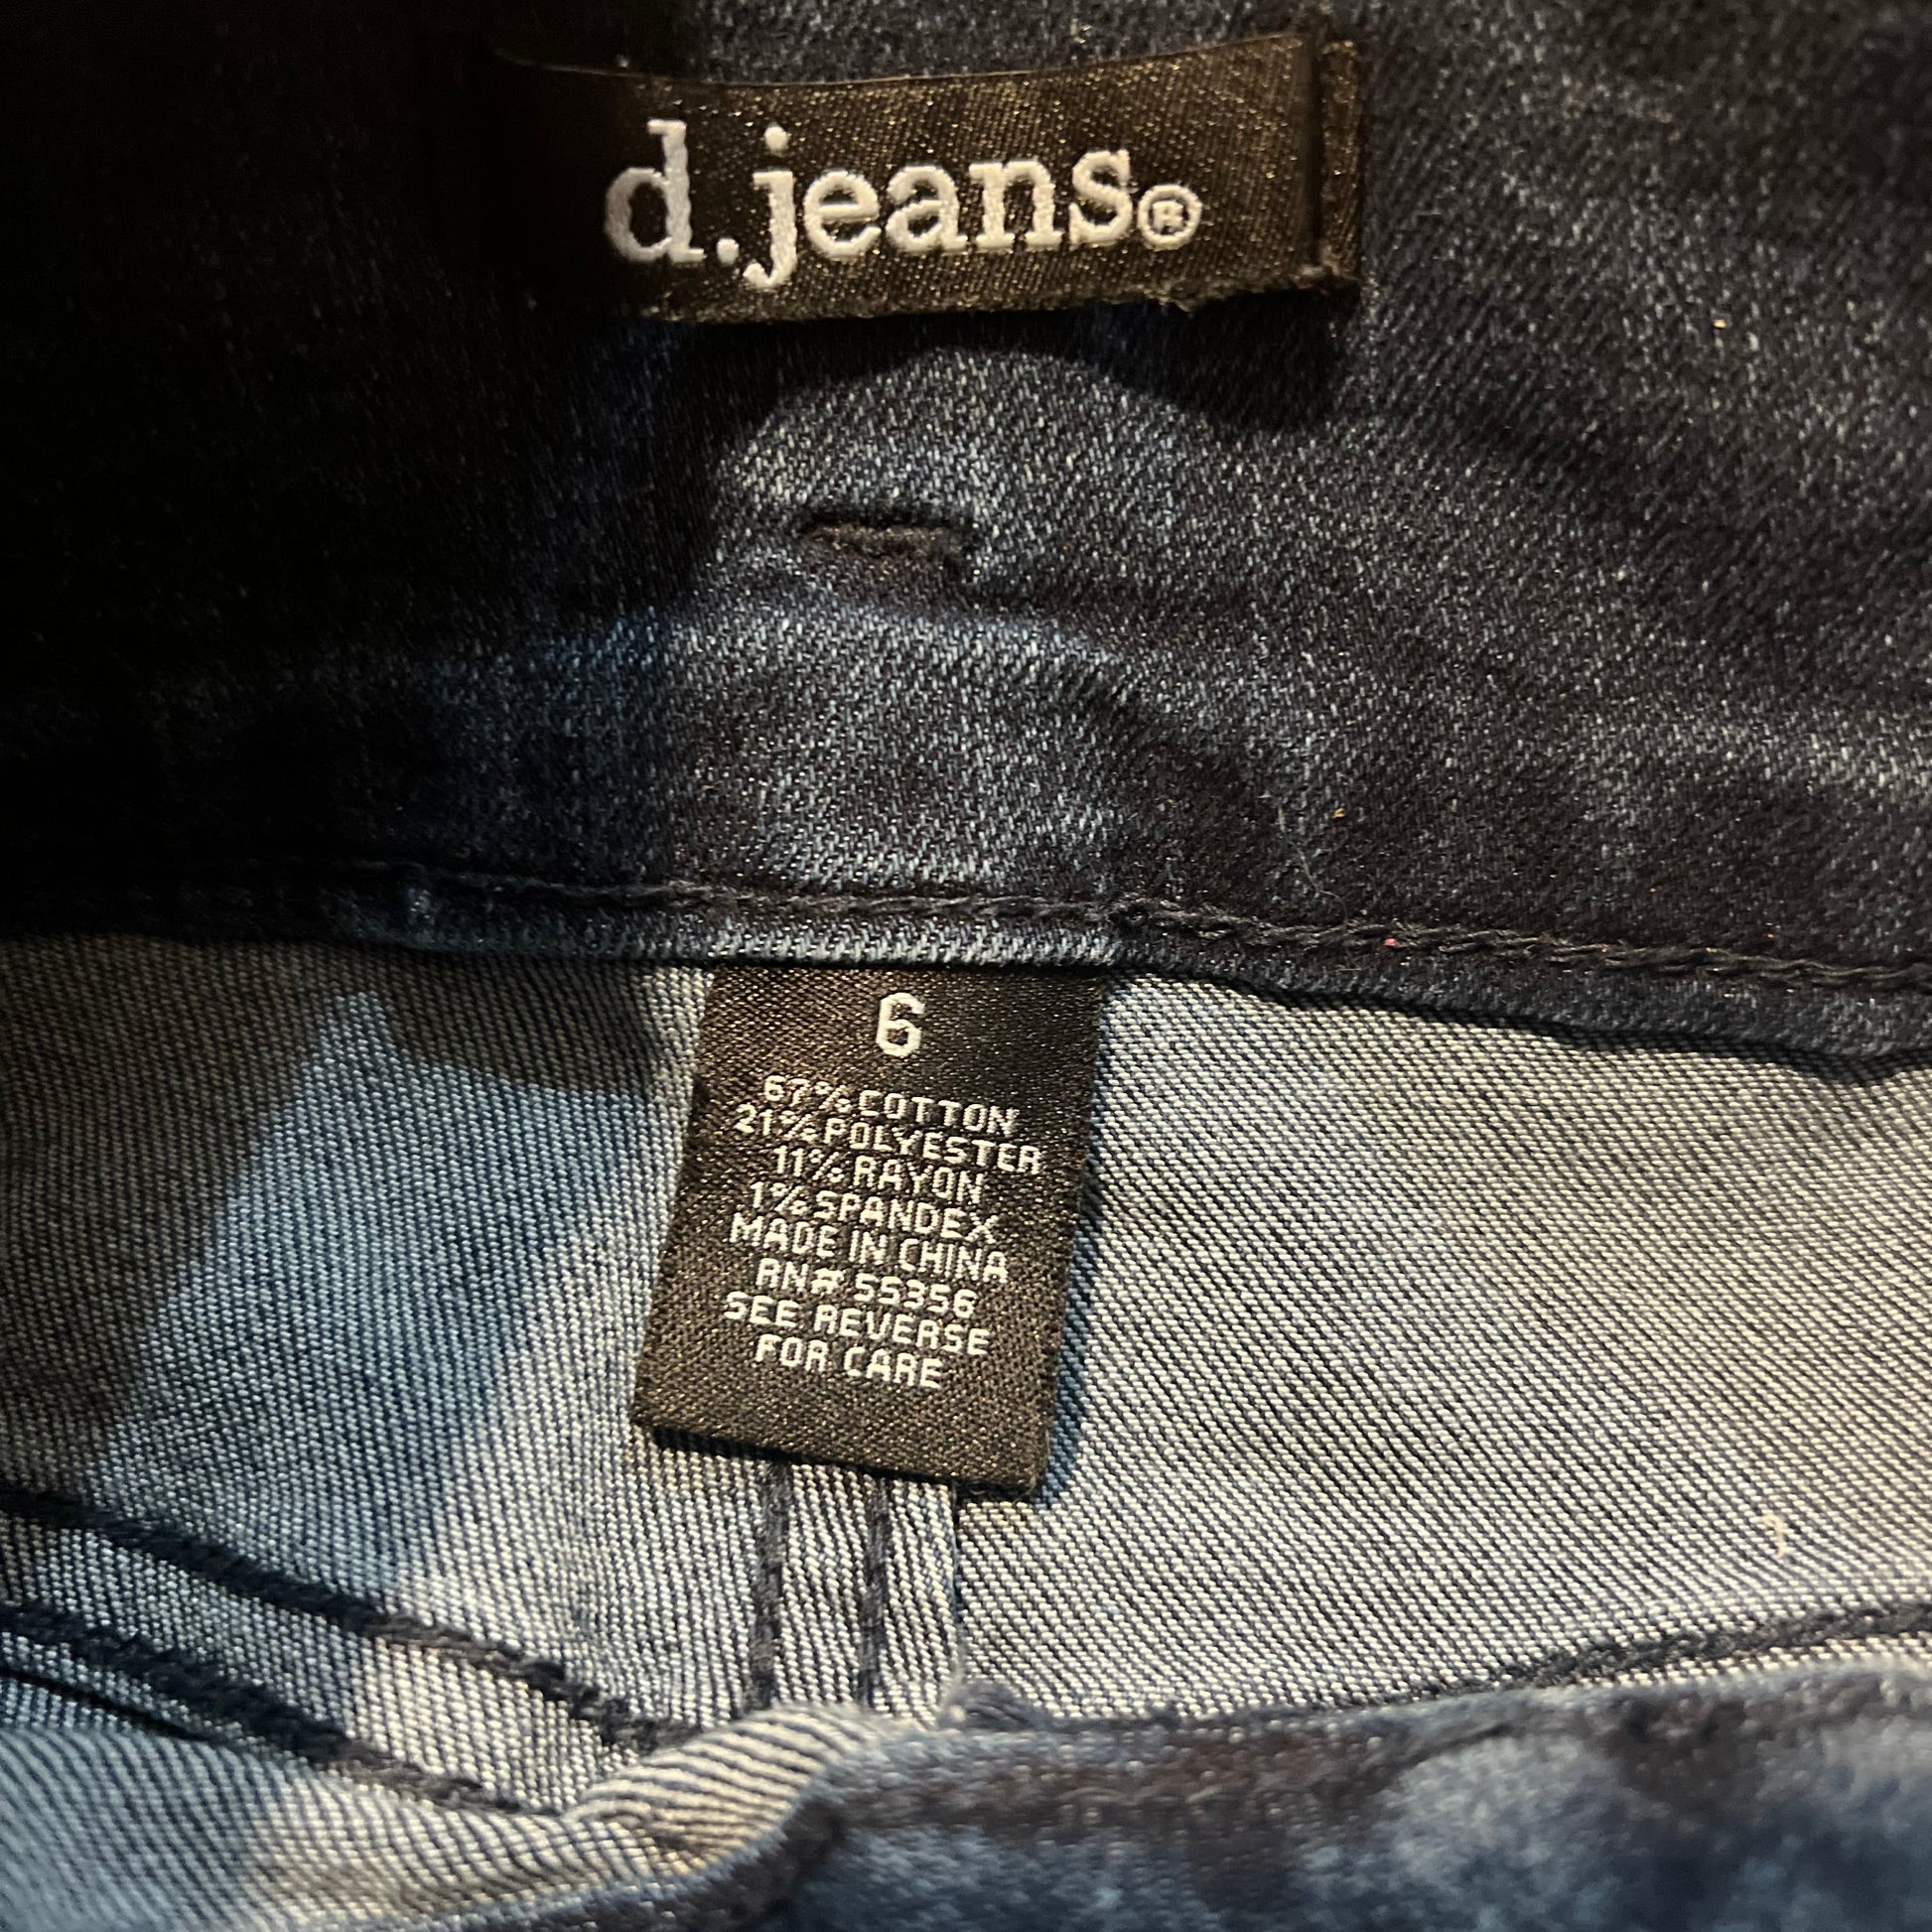 d.jeans®
6
67% COTTON
21% POLYESTER
11% RAYON
1% SPANDEX
MADE IN CHINA
RN# 55356
SEE REVERSE
FOR CARE